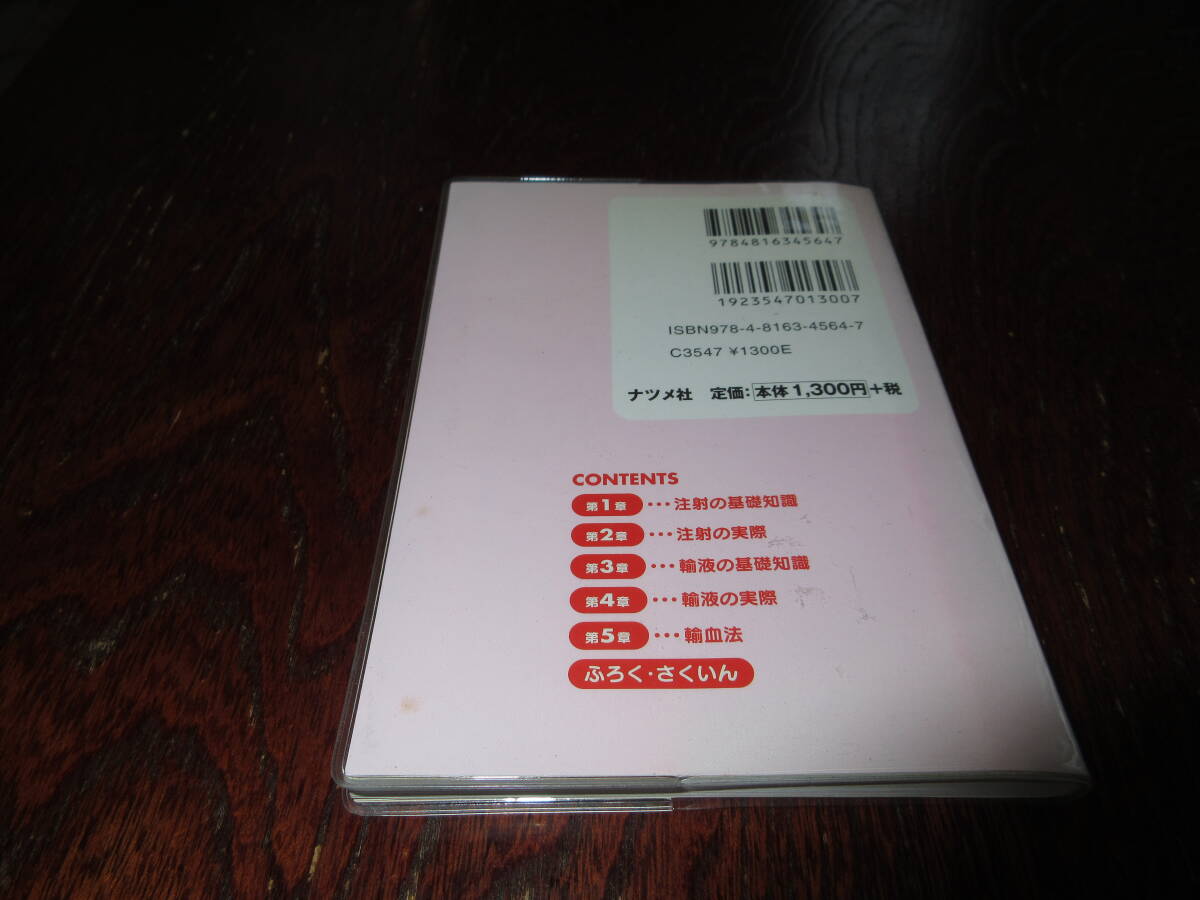 9784816345647
1923547013007
ISBN978-4-8163-4564-7
C3547 ¥1300E
ナツメ社 定価:本体1,300円+税
CONTENTS
第1章…注射の基礎知識
第2章…注射の実際
第3章…輸液の基礎知識
第4章…輸液の実際
第5章…輸血法
ふろく・さくいん